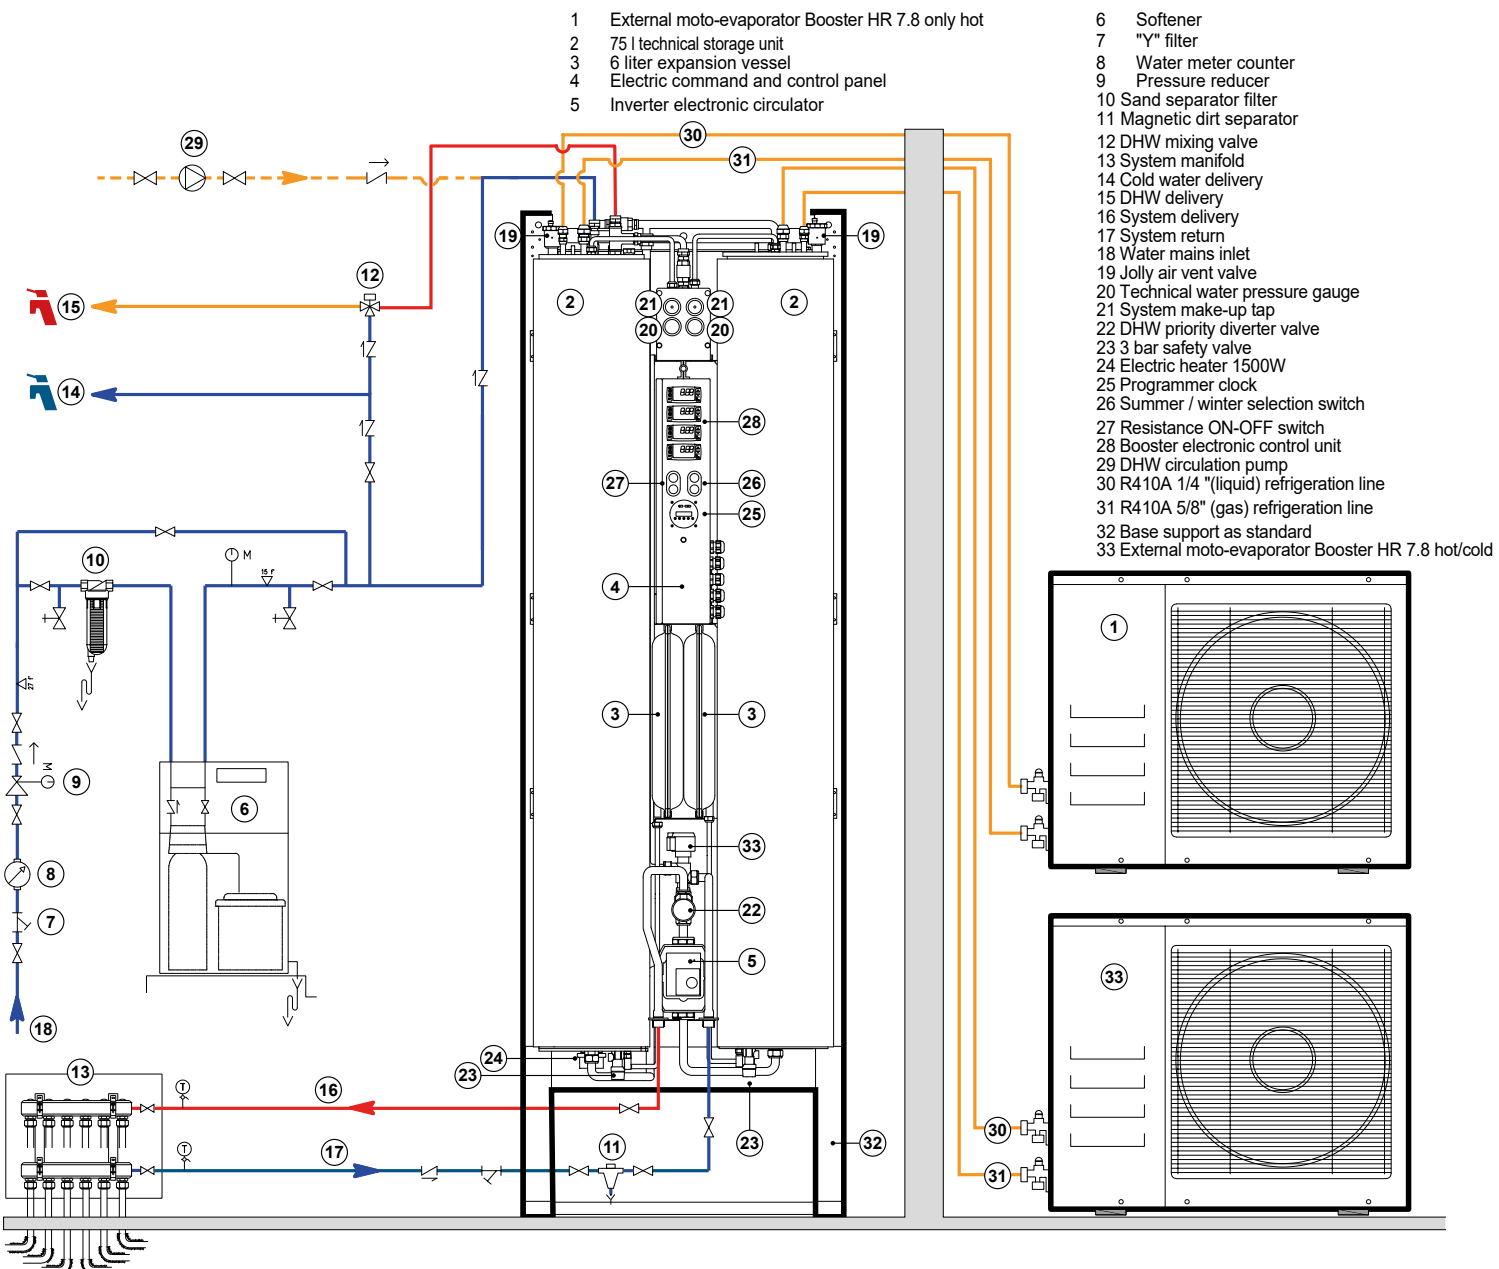 1 External moto-evaporator Booster HR 7.8 only hot
2 75 l technical storage unit
3 6 liter expansion vessel
4 Electric command and control panel
5 Inverter electronic circulator
6 Softener
7 "Y" filter
8 Water meter counter
9 Pressure reducer
10 Sand separator filter
11 Magnetic dirt separator
12 DHW mixing valve
13 System manifold
14 Cold water delivery
15 DHW delivery
16 System delivery
17 System return
18 Water mains inlet
19 Jolly air vent valve
20 Technical water pressure gauge
21 System make-up tap
22 DHW priority diverter valve
23 3 bar safety valve
24 Electric heater 1500W
25 Programmer clock
26 Summer / winter selection switch
27 Resistance ON-OFF switch
28 Booster electronic control unit
29 DHW circulation pump
30 R410A 1/4 "(liquid) refrigeration line
31 R410A 5/8" (gas) refrigeration line
32 Base support as standard
33 External moto-evaporator Booster HR 7.8 hot/cold
30
29
31
19
19
12
2
21
21
2
15
20
20
14
28
27
26
25
10
M
15 f
4
1
27 f
3
3
M
9
6
33
8
7
22
5
33
18
24
23
13
T
16
30
23
32
T
17
11
31